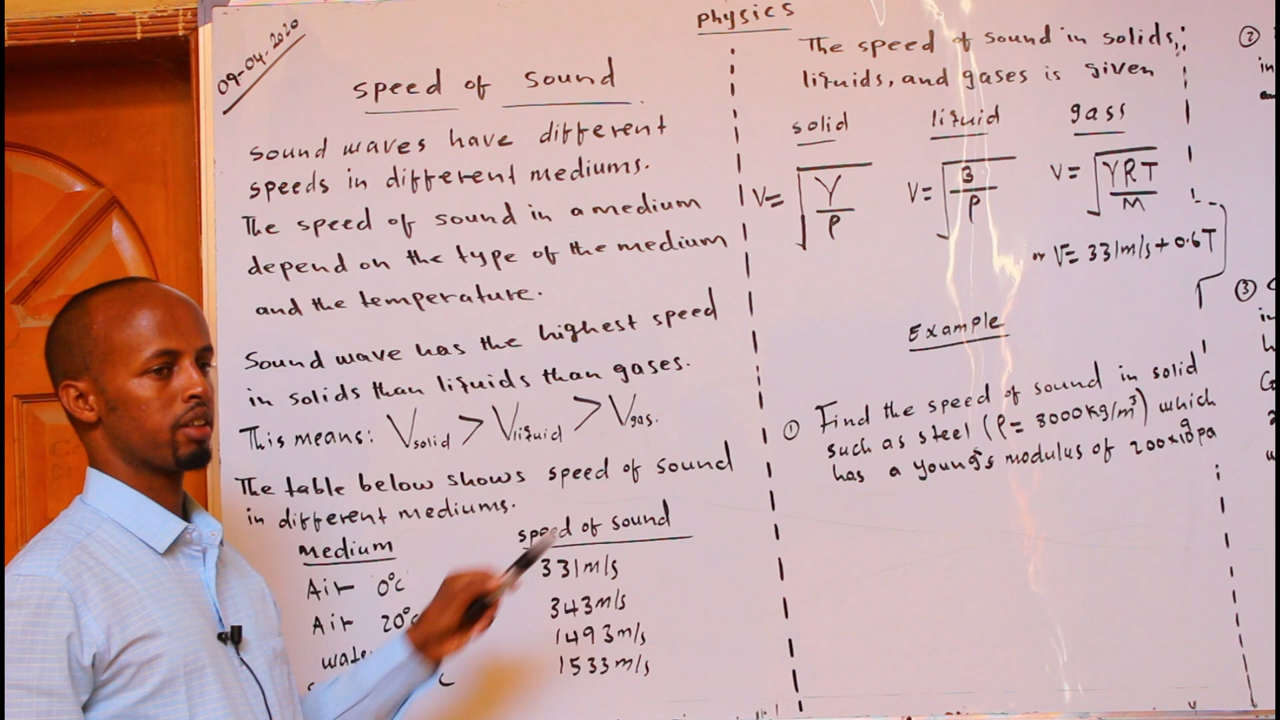 Physics
09-04-2020
speed of sound
sound waves have different
speeds in different mediums.
The speed of sound in a medium
depend on the type of the medium
and the temperature.
Sound wave has the highest speed
in solids than liquids than gases.
This means: Vsolid > Vliquid > Vgas.
The table below shows speed of sound
in different mediums.
medium speed of sound
Air 0°c 331m/s
Air 20°c 343m/s
wate 1493m/s
c 1533m/s
The speed of sound in solids,
liquids, and gases is given
solid liquid gass
V= √Y/ρ V= √B/ρ V= √γRT/M
or V= 331m/s + 0.6T
Example
① Find the speed of sound in solid
such as steel (ρ= 8000kg/m³) which
has a young's modulus of 200x10⁹pa
②
in
③
in
h